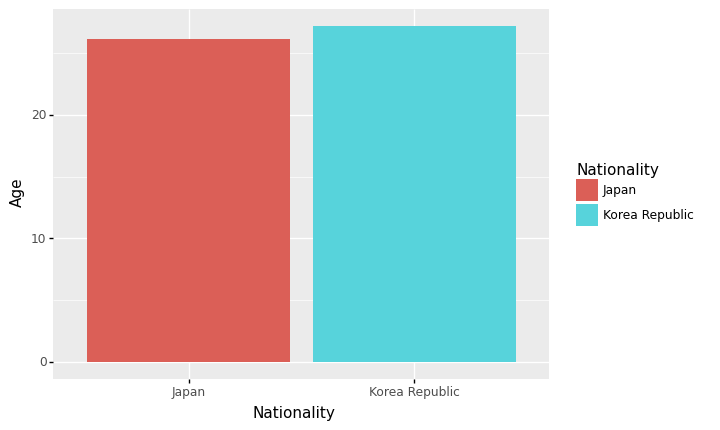 Age
20
10
0
Japan
Korea Republic
Nationality
Nationality
Japan
Korea Republic